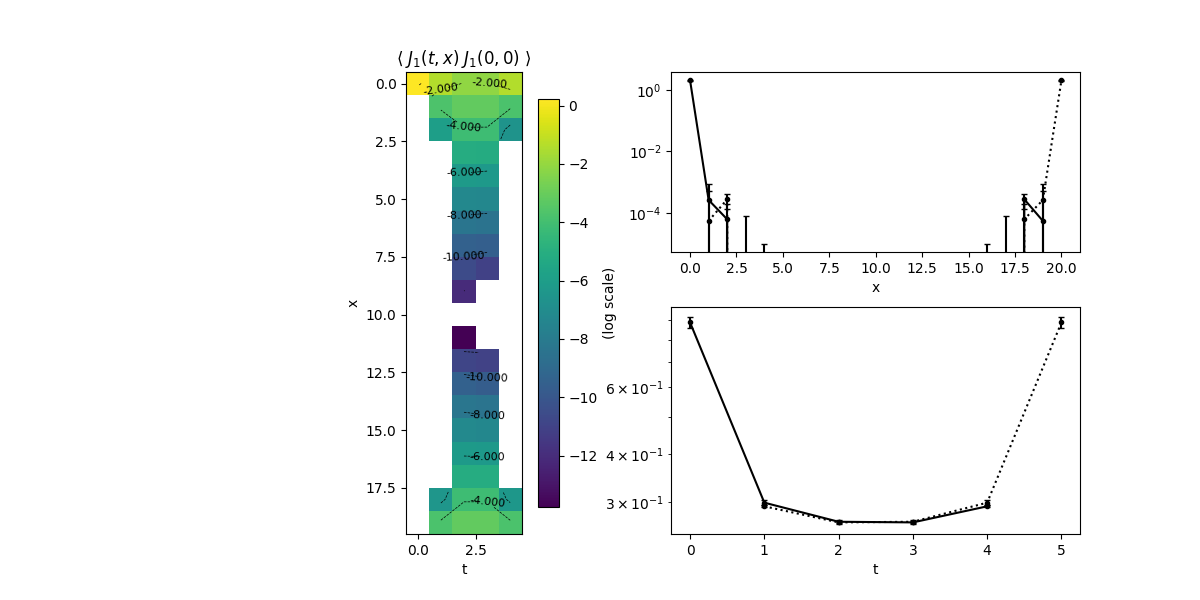 ⟨ J₁(t, x) J₁(0, 0) ⟩
0.0
2.5
5.0
7.5
10.0
12.5
15.0
17.5
x
0.0 2.5
t
-2.000 -2.000
-4.000
-6.000
-8.000
-10.000
-10.000
-8.000
-6.000
-4.000
0
−2
−4
−6
−8
−10
−12
(log scale)
10⁰
10⁻²
10⁻⁴
0.0 2.5 5.0 7.5 10.0 12.5 15.0 17.5 20.0
x
6 × 10⁻¹
4 × 10⁻¹
3 × 10⁻¹
0 1 2 3 4 5
t